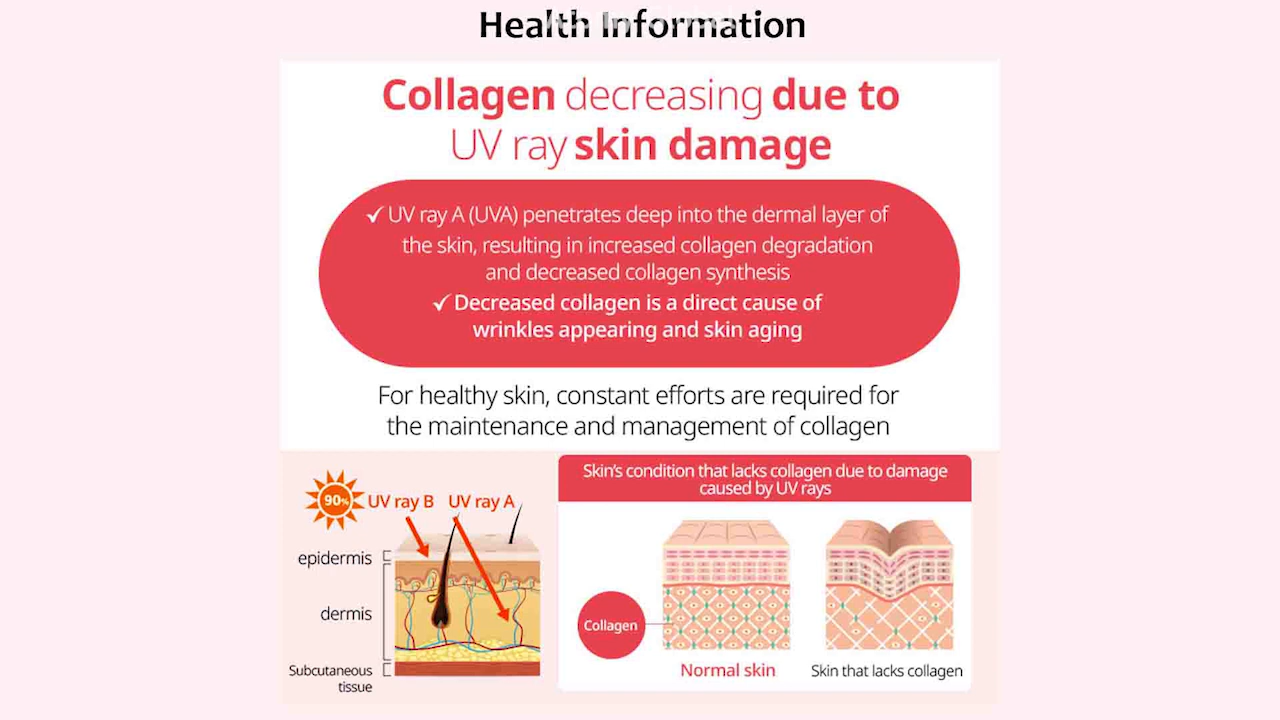 Health Information
Collagen decreasing due to
UV ray skin damage
✓ UV ray A (UVA) penetrates deep into the dermal layer of
the skin, resulting in increased collagen degradation
and decreased collagen synthesis
✓ Decreased collagen is a direct cause of
wrinkles appearing and skin aging
For healthy skin, constant efforts are required for
the maintenance and management of collagen
90%
UV ray B
UV ray A
epidermis
dermis
Subcutaneous
tissue
Skin's condition that lacks collagen due to damage
caused by UV rays
Collagen
Normal skin
Skin that lacks collagen